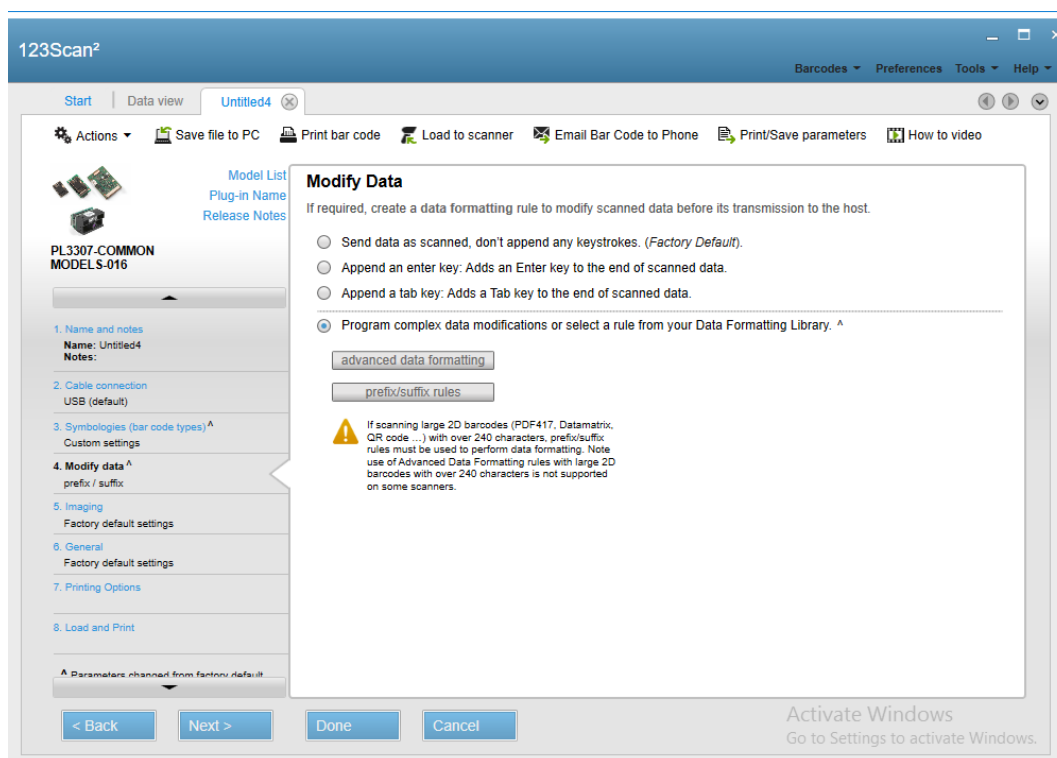 123Scan²
Barcodes Preferences Tools Help
Start Data view Untitled4
Actions Save file to PC Print bar code Load to scanner Email Bar Code to Phone Print/Save parameters How to video
Model List
Plug-in Name
Release Notes
PL3307-COMMON
MODELS-016
1. Name and notes
Name: Untitled4
Notes:
2. Cable connection
USB (default)
3. Symbologies (bar code types) ^
Custom settings
4. Modify data ^
prefix / suffix
5. Imaging
Factory default settings
6. General
Factory default settings
7. Printing Options
8. Load and Print
^ Parameters changed from factory default
Modify Data
If required, create a data formatting rule to modify scanned data before its transmission to the host.
Send data as scanned, don't append any keystrokes. (Factory Default).
Append an enter key: Adds an Enter key to the end of scanned data.
Append a tab key: Adds a Tab key to the end of scanned data.
Program complex data modifications or select a rule from your Data Formatting Library. ^
advanced data formatting
prefix/suffix rules
If scanning large 2D barcodes (PDF417, Datamatrix,
QR code ...) with over 240 characters, prefix/suffix
rules must be used to perform data formatting. Note
use of Advanced Data Formatting rules with large 2D
barcodes with over 240 characters is not supported
on some scanners.
< Back Next > Done Cancel
Activate Windows
Go to Settings to activate Windows.